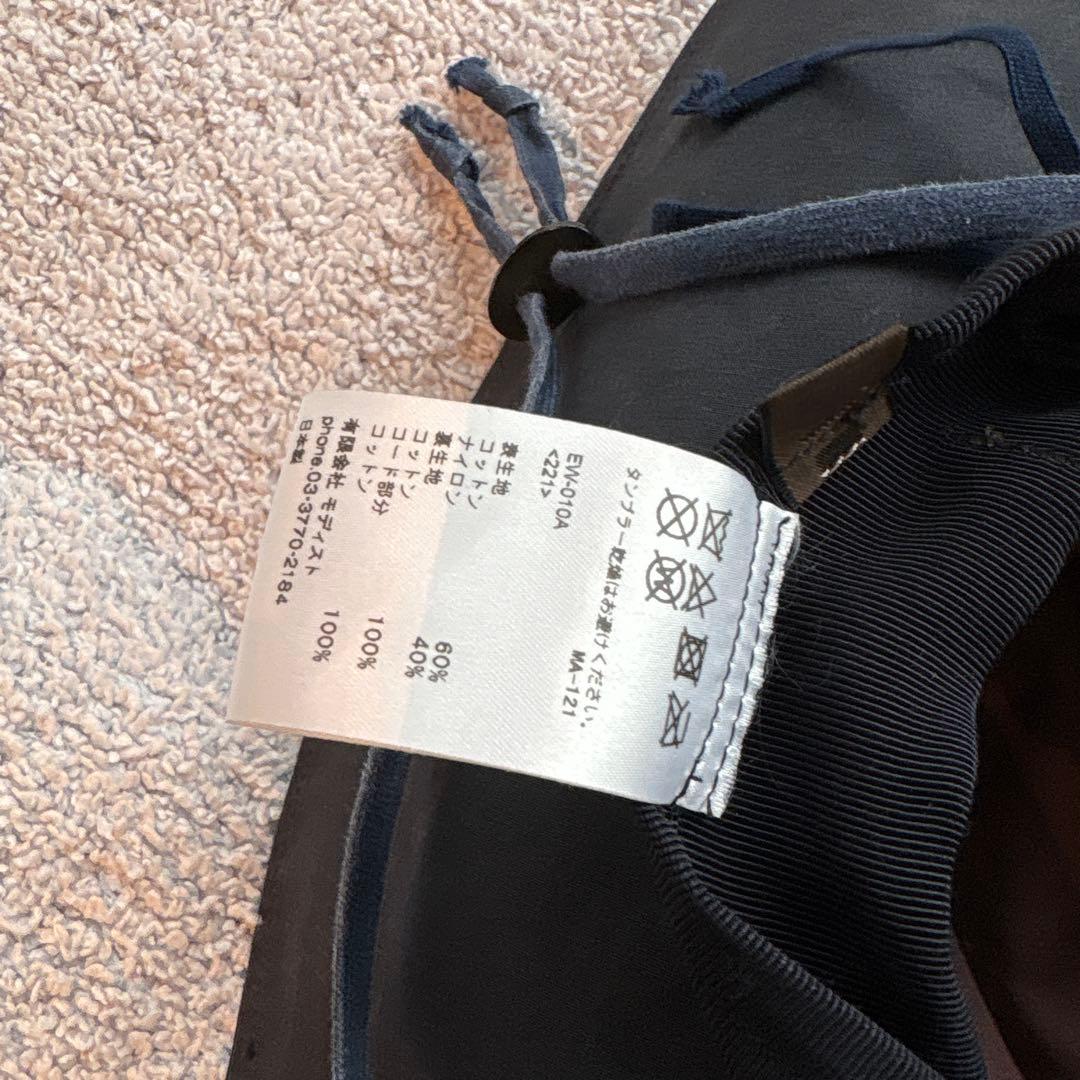 タンブラー乾燥はお避けください。
MA-121
EW-010A
<221>
表生地
コットン 60%
ナイロン 40%
裏生地
コットン 100%
コード部分
コットン 100%
有限会社 モディスト
phone.03-3770-2184
日本製